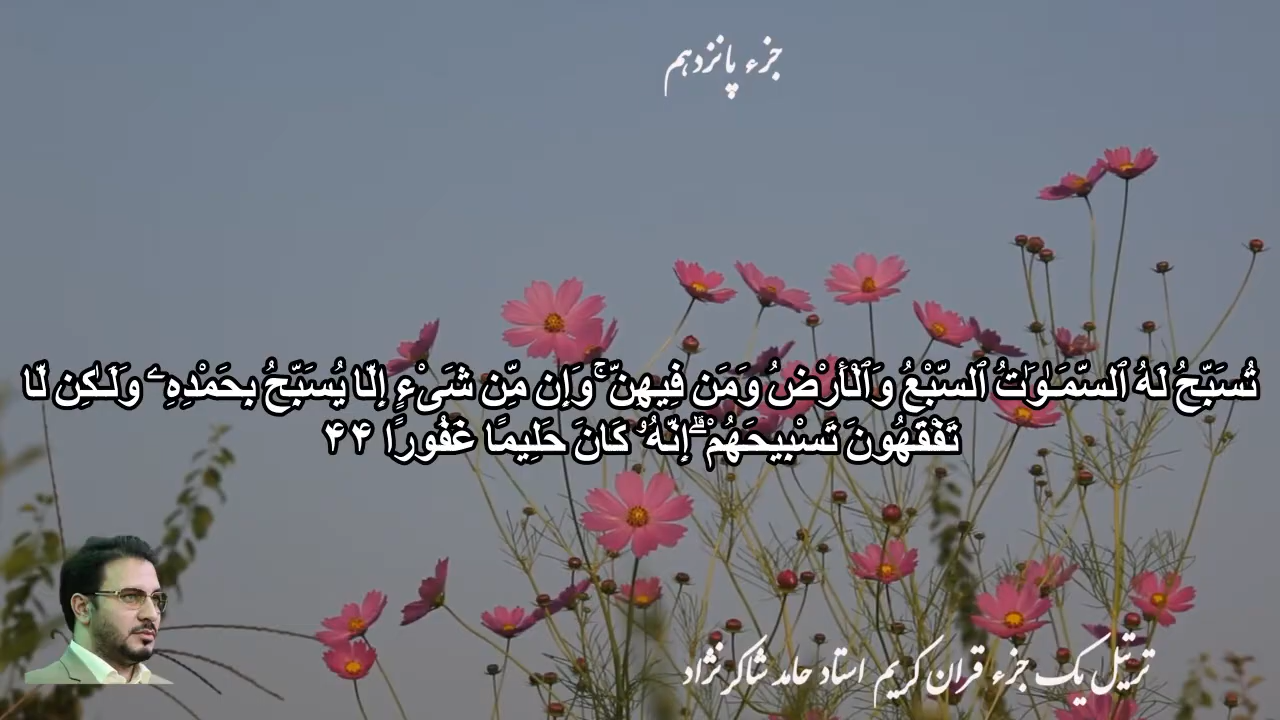 جزء پانزدهم
تُسَبِّحُ لَهُ ٱلسَّمَـٰوَٰتُ ٱلسَّبْعُ وَٱلْأَرْضُ وَمَن فِيهِنَّ ۚ وَإِن مِّن شَىْءٍ إِلَّا يُسَبِّحُ بِحَمْدِهِۦ وَلَـٰكِن لَّا
تَفْقَهُونَ تَسْبِيحَهُمْ ۗ إِنَّهُۥ كَانَ حَلِيمًا غَفُورًا ۴۴
ترتیل یک جزء قران کریم استاد حامد شاکرنژاد